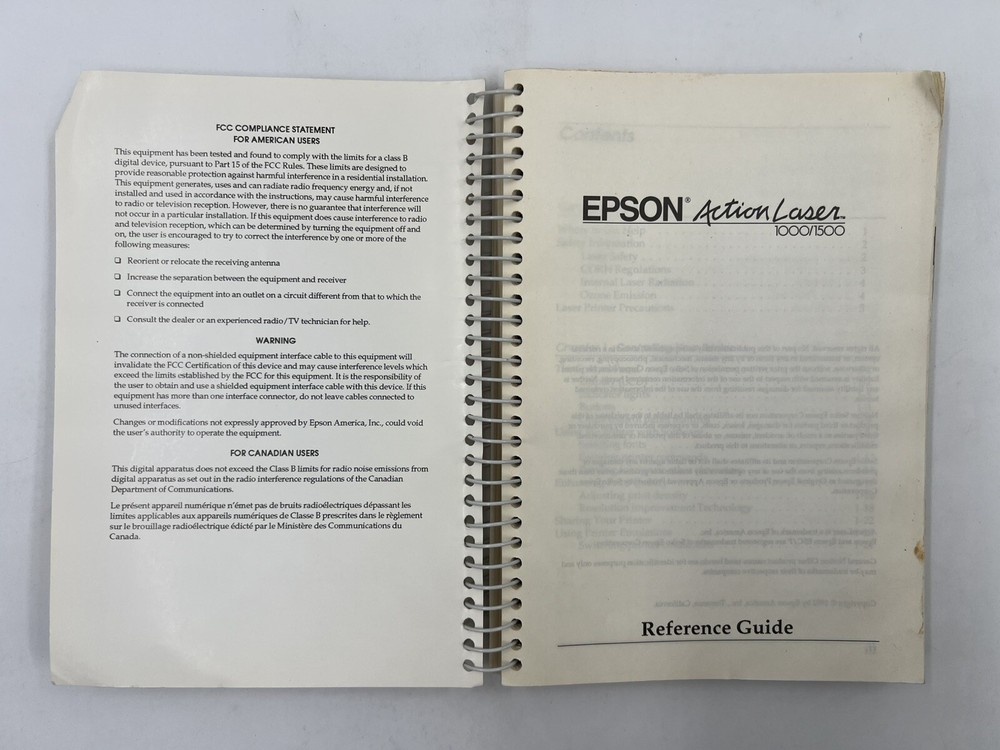 FCC COMPLIANCE STATEMENT
FOR AMERICAN USERS
This equipment has been tested and found to comply with the limits for a class B
digital device, pursuant to Part 15 of the FCC Rules. These limits are designed to
provide reasonable protection against harmful interference in a residential installation.
This equipment generates, uses and can radiate radio frequency energy and, if not
installed and used in accordance with the instructions, may cause harmful interference
to radio or television reception. However, there is no guarantee that interference will
not occur in a particular installation. If this equipment does cause interference to radio
and television reception, which can be determined by turning the equipment off and
on, the user is encouraged to try to correct the interference by one or more of the
following measures:
❑ Reorient or relocate the receiving antenna
❑ Increase the separation between the equipment and receiver
❑ Connect the equipment into an outlet on a circuit different from that to which the
receiver is connected
❑ Consult the dealer or an experienced radio/TV technician for help.
WARNING
The connection of a non-shielded equipment interface cable to this equipment will
invalidate the FCC Certification of this device and may cause interference levels which
exceed the limits established by the FCC for this equipment. It is the responsibility of
the user to obtain and use a shielded equipment interface cable with this device. If this
equipment has more than one interface connector, do not leave cables connected to
unused interfaces.
Changes or modifications not expressly approved by Epson America, Inc., could void
the user's authority to operate the equipment.
FOR CANADIAN USERS
This digital apparatus does not exceed the Class B limits for radio noise emissions from
digital apparatus as set out in the radio interference regulations of the Canadian
Department of Communications.
Le présent appareil numérique n'émet pas de bruits radioélectriques dépassant les
limites applicables aux appareils numériques de Classe B prescrites dans le règlement
sur le brouillage radioélectrique édicté par le Ministère des Communications du
Canada.
EPSON® Action Laser™
1000/1500
Contents
Safety Information
Laser Safety
CDRH Regulations
Internal Laser Radiation
Ozone Emission
Laser Printer Precautions
Reference Guide